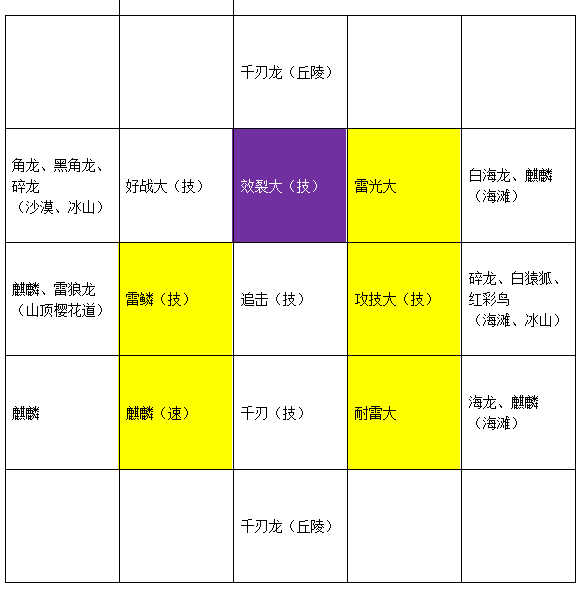 千刃龙（丘陵）
角龙、黑角龙、
碎龙
（沙漠、冰山）
好战大（技）
效裂大（技）
雷光大
白海龙、麒麟
（海滩）
麒麟、雷狼龙
（山顶樱花道）
雷鳞（技）
追击（技）
攻技大（技）
碎龙、白猿狐、
红彩鸟
（海滩、冰山）
麒麟
麒麟（速）
千刃（技）
耐雷大
海龙、麒麟
（海滩）
千刃龙（丘陵）